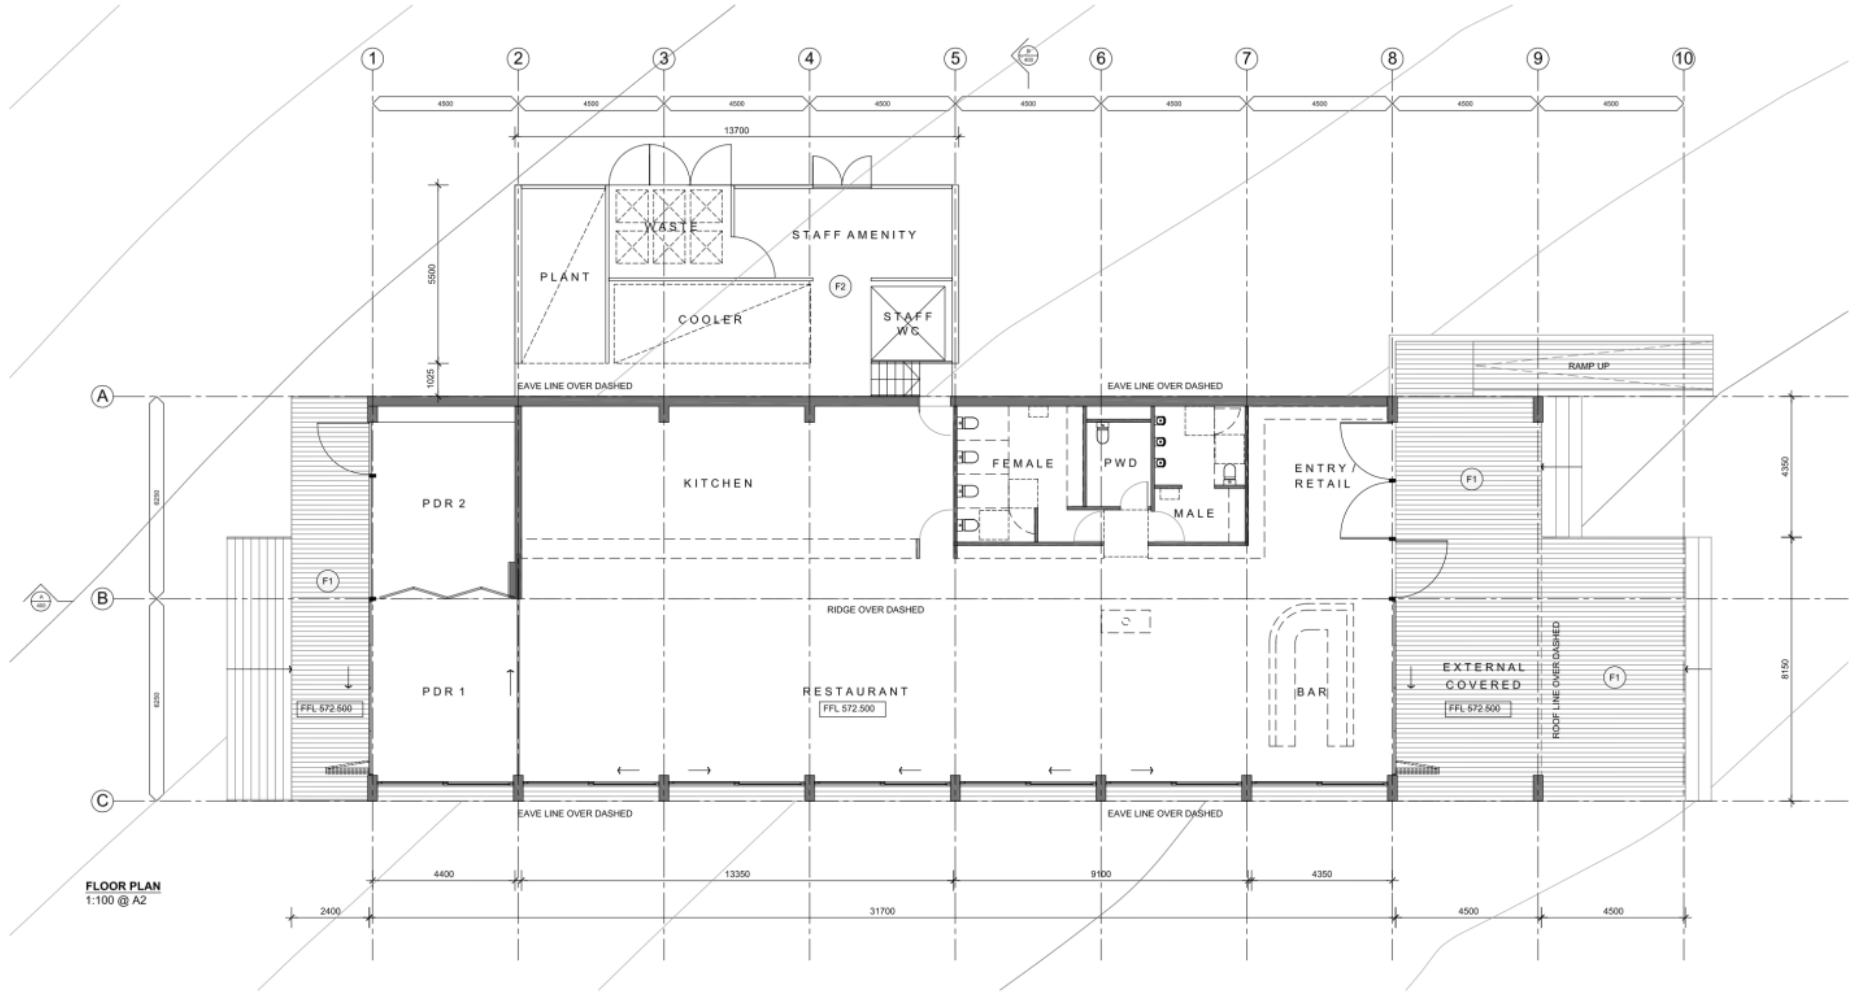 1 2 3 4 5 6 7 8 9 10
4500 4500 4500 4500 4500 4500 4500 4500 4500
13700
WASTE
STAFF AMENITY
PLANT
5500
F2
COOLER
STAFF
WC
RAMP UP
1025
EAVE LINE OVER DASHED
EAVE LINE OVER DASHED
A
FEMALE
PWD
ENTRY /
RETAIL
4350
KITCHEN
F1
PDR 2
6250
MALE
F1
B
RIDGE OVER DASHED
ROOF LINE OVER DASHED
EXTERNAL
COVERED
8150
F1
PDR 1
RESTAURANT
BAR
6250
FFL 572.500
FFL 572.500
FFL 572.500
C
EAVE LINE OVER DASHED
EAVE LINE OVER DASHED
4400 13350 9100 4350
FLOOR PLAN
1:100 @ A2
2400 31700 4500 4500